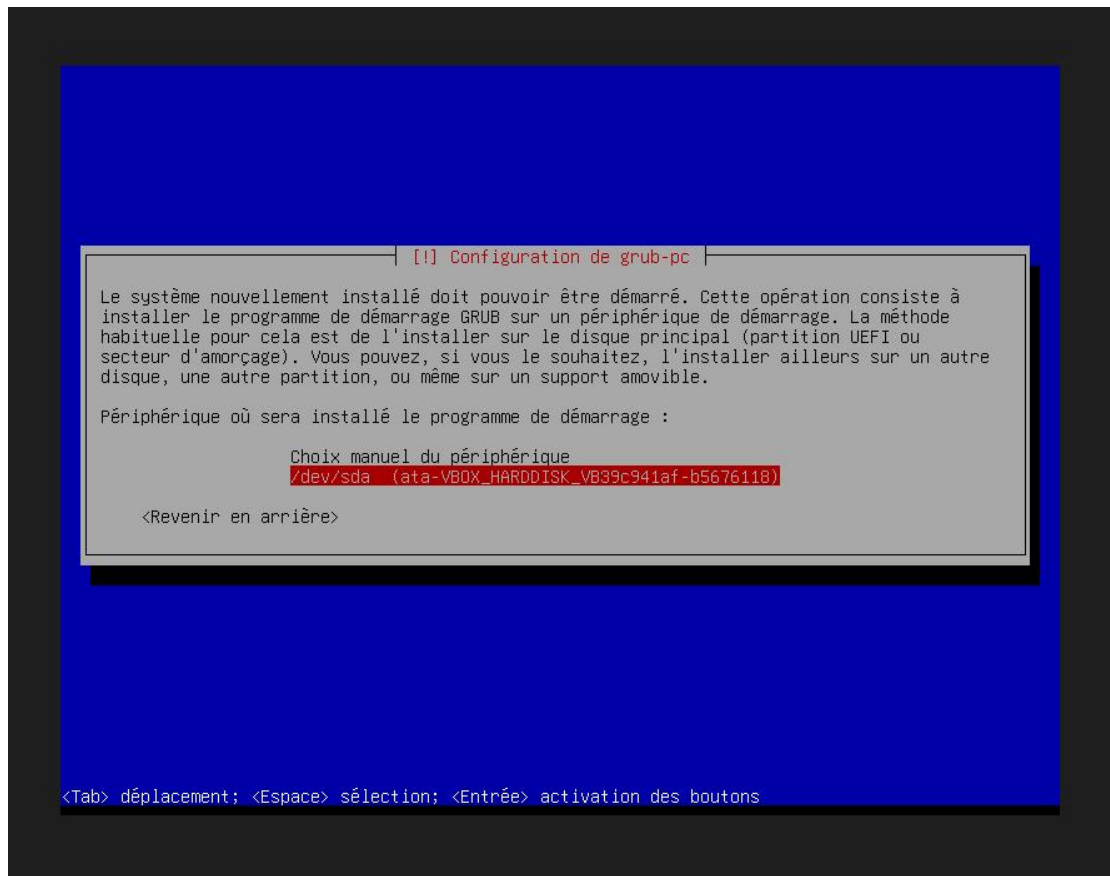 [!] Configuration de grub-pc
Le système nouvellement installé doit pouvoir être démarré. Cette opération consiste à
installer le programme de démarrage GRUB sur un périphérique de démarrage. La méthode
habituelle pour cela est de l'installer sur le disque principal (partition UEFI ou
secteur d'amorçage). Vous pouvez, si vous le souhaitez, l'installer ailleurs sur un autre
disque, une autre partition, ou même sur un support amovible.
Périphérique où sera installé le programme de démarrage :
Choix manuel du périphérique
/dev/sda  (ata-VBOX_HARDDISK_VB39c941af-b5676118)
<Revenir en arrière>
<Tab> déplacement; <Espace> sélection; <Entrée> activation des boutons